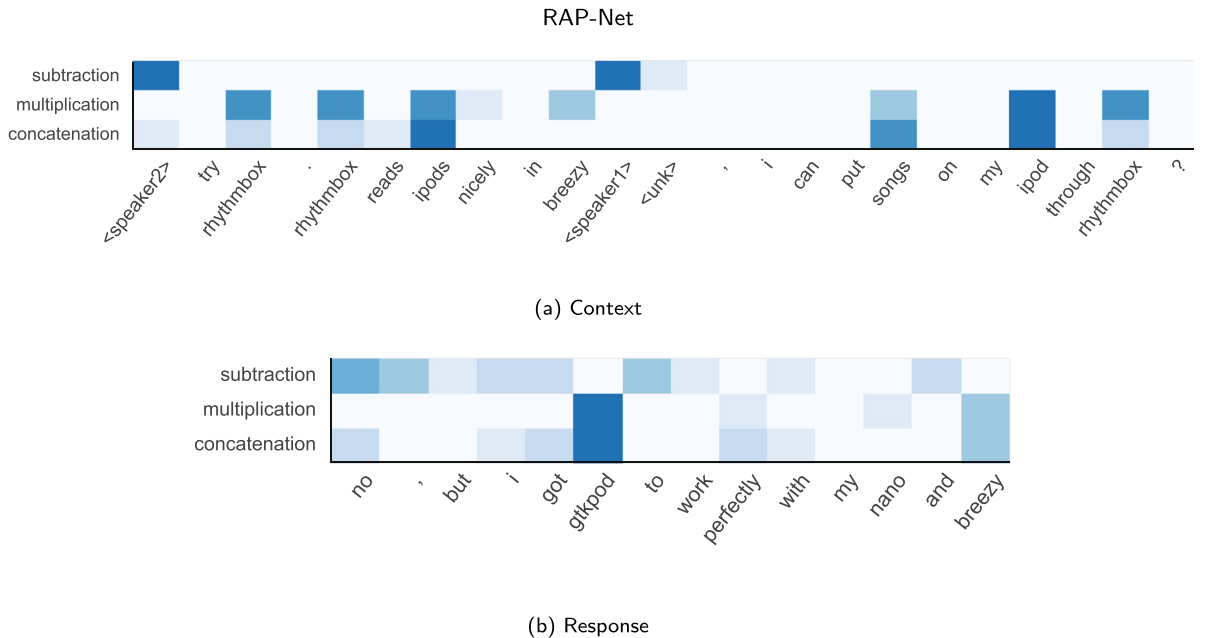 RAP-Net
subtraction
multiplication
concatenation
<speaker2> try rhythmbox . rhythmbox reads ipods nicely in breezy <speaker1> <unk> , i can put songs on my ipod through rhythmbox ?
(a) Context
subtraction
multiplication
concatenation
no , but i got gtkpod to work perfectly with my nano and breezy
(b) Response